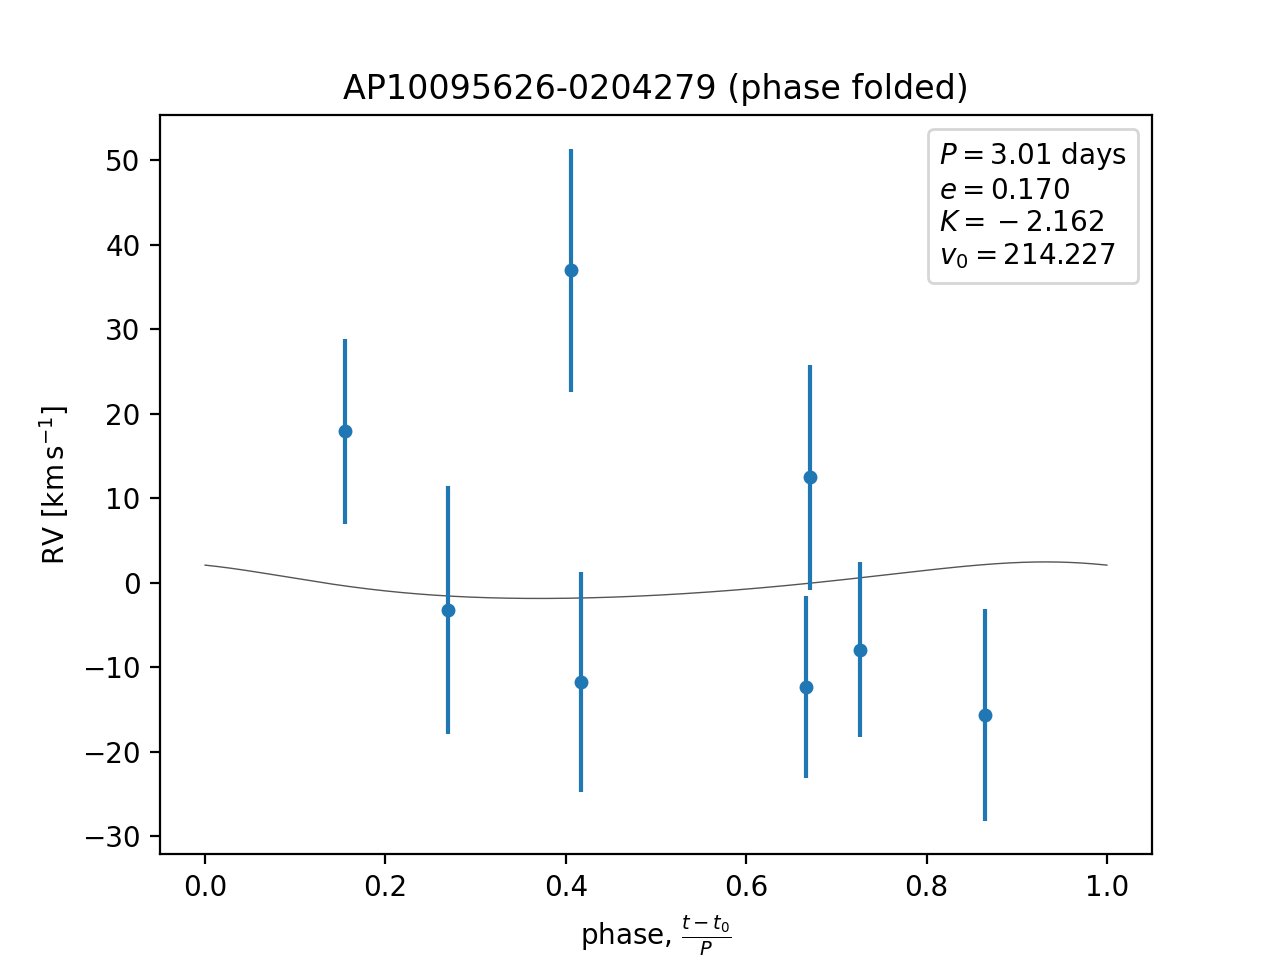 AP10095626-0204279 (phase folded)
P = 3.01 days
e = 0.170
K = −2.162
v₀ = 214.227
50
40
30
20
10
0
−10
−20
−30
RV [km s⁻¹]
0.0 0.2 0.4 0.6 0.8 1.0
phase, (t − t₀)/P